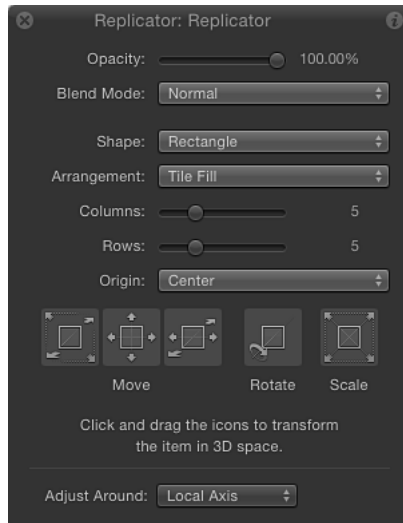 Replicator: Replicator
Opacity: 100.00%
Blend Mode: Normal
Shape: Rectangle
Arrangement: Tile Fill
Columns: 5
Rows: 5
Origin: Center
Move Rotate Scale
Click and drag the icons to transform
the item in 3D space.
Adjust Around: Local Axis